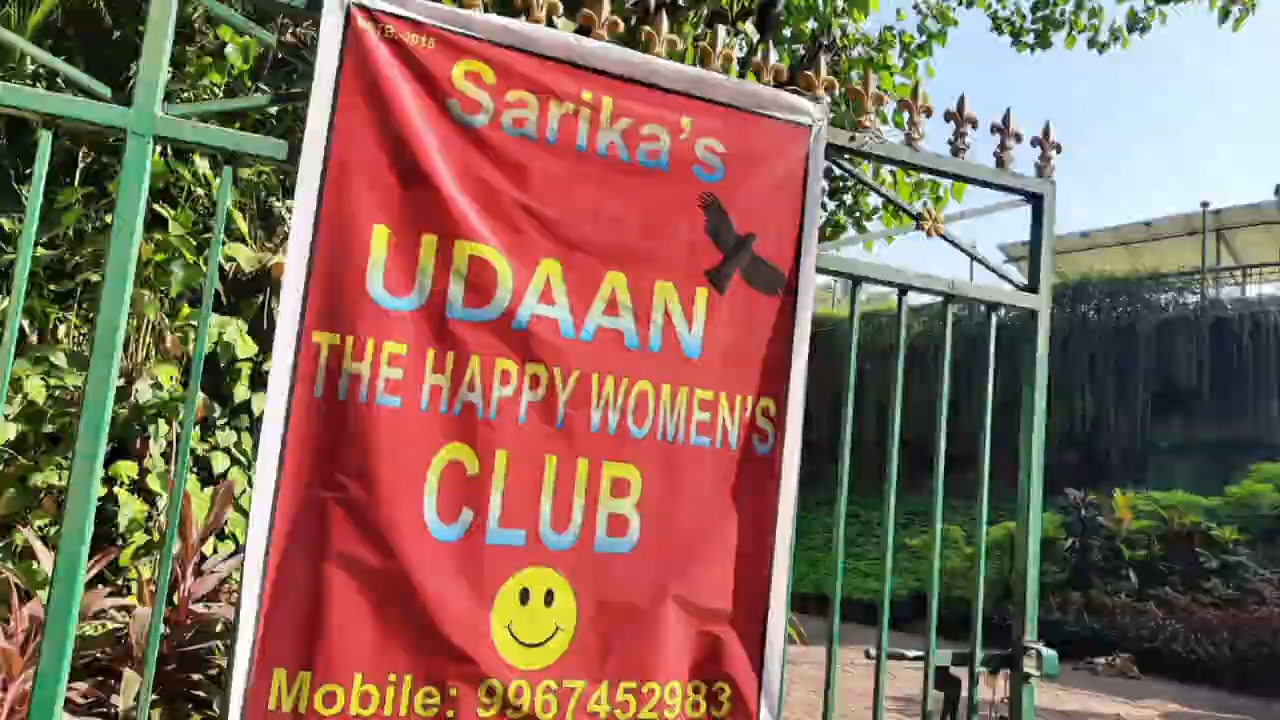 Sarika's
UDAAN
THE HAPPY WOMEN'S
CLUB
Mobile: 9967452983